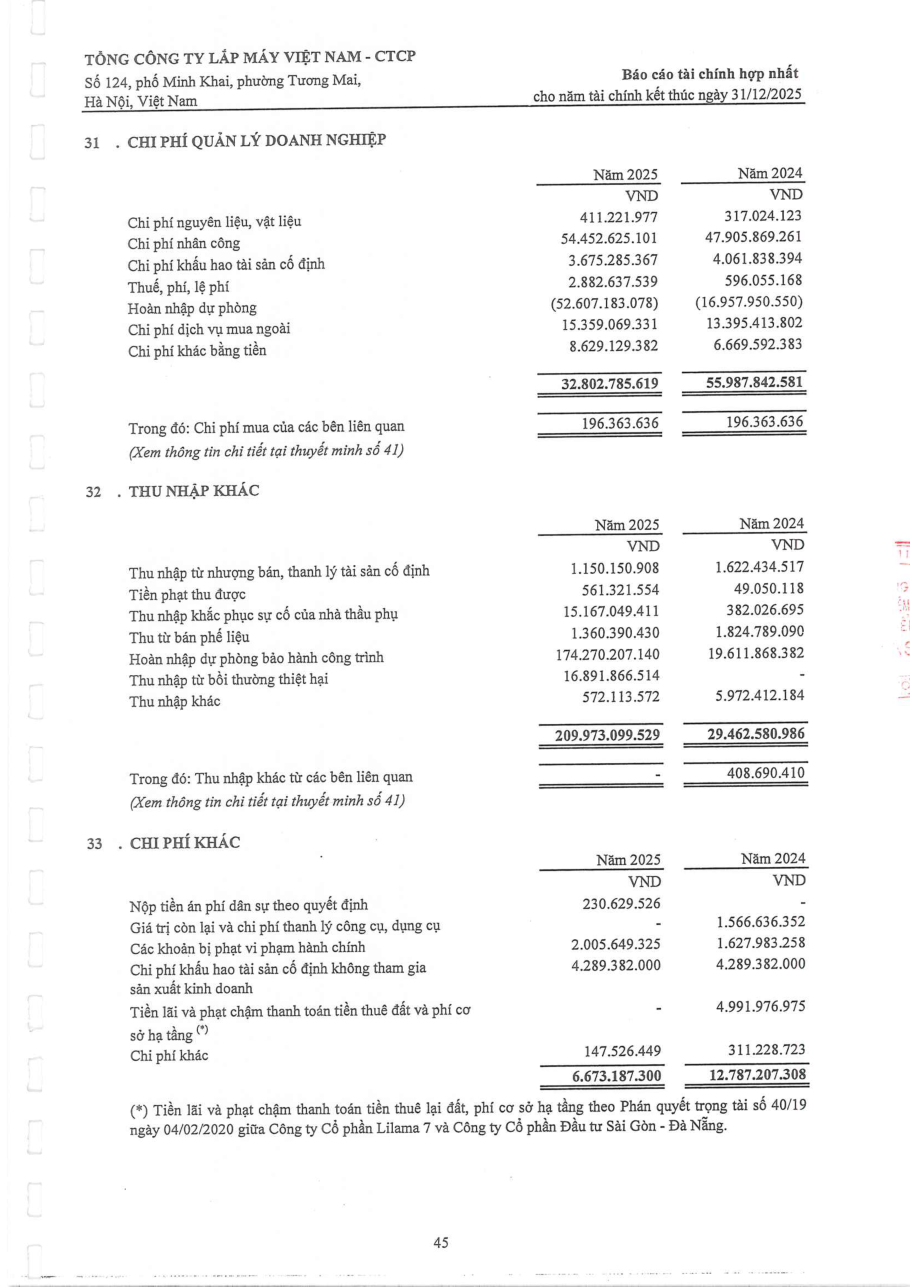 TỔNG CÔNG TY LẮP MÁY VIỆT NAM - CTCP
Số 124, phố Minh Khai, phường Tương Mai,
Hà Nội, Việt Nam
Báo cáo tài chính hợp nhất
cho năm tài chính kết thúc ngày 31/12/2025
31 . CHI PHÍ QUẢN LÝ DOANH NGHIỆP
Năm 2025 Năm 2024
VND VND
Chi phí nguyên liệu, vật liệu 411.221.977 317.024.123
Chi phí nhân công 54.452.625.101 47.905.869.261
Chi phí khấu hao tài sản cố định 3.675.285.367 4.061.838.394
Thuế, phí, lệ phí 2.882.637.539 596.055.168
Hoàn nhập dự phòng (52.607.183.078) (16.957.950.550)
Chi phí dịch vụ mua ngoài 15.359.069.331 13.395.413.802
Chi phí khác bằng tiền 8.629.129.382 6.669.592.383
32.802.785.619 55.987.842.581
Trong đó: Chi phí mua của các bên liên quan 196.363.636 196.363.636
(Xem thông tin chi tiết tại thuyết minh số 41)
32 . THU NHẬP KHÁC
Năm 2025 Năm 2024
VND VND
Thu nhập từ nhượng bán, thanh lý tài sản cố định 1.150.150.908 1.622.434.517
Tiền phạt thu được 561.321.554 49.050.118
Thu nhập khắc phục sự cố của nhà thầu phụ 15.167.049.411 382.026.695
Thu từ bán phế liệu 1.360.390.430 1.824.789.090
Hoàn nhập dự phòng bảo hành công trình 174.270.207.140 19.611.868.382
Thu nhập từ bồi thường thiệt hại 16.891.866.514 -
Thu nhập khác 572.113.572 5.972.412.184
209.973.099.529 29.462.580.986
Trong đó: Thu nhập khác từ các bên liên quan - 408.690.410
(Xem thông tin chi tiết tại thuyết minh số 41)
33 . CHI PHÍ KHÁC
Năm 2025 Năm 2024
VND VND
Nộp tiền án phí dân sự theo quyết định 230.629.526 -
Giá trị còn lại và chi phí thanh lý công cụ, dụng cụ - 1.566.636.352
Các khoản bị phạt vi phạm hành chính 2.005.649.325 1.627.983.258
Chi phí khấu hao tài sản cố định không tham gia 4.289.382.000 4.289.382.000
sản xuất kinh doanh
Tiền lãi và phạt chậm thanh toán tiền thuê đất và phí cơ - 4.991.976.975
sở hạ tầng (*)
Chi phí khác 147.526.449 311.228.723
6.673.187.300 12.787.207.308
(*) Tiền lãi và phạt chậm thanh toán tiền thuê lại đất, phí cơ sở hạ tầng theo Phán quyết trọng tài số 40/19
ngày 04/02/2020 giữa Công ty Cổ phần Lilama 7 và Công ty Cổ phần Đầu tư Sài Gòn - Đà Nẵng.
45